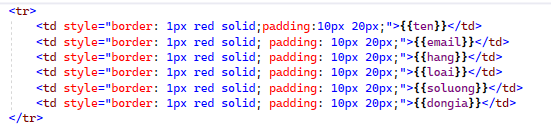 <tr>
<td style="border: 1px red solid;padding:10px 20px;">{{ten}}</td>
<td style="border: 1px red solid; padding: 10px 20px;">{{email}}</td>
<td style="border: 1px red solid; padding: 10px 20px;">{{hang}}</td>
<td style="border: 1px red solid; padding: 10px 20px;">{{loai}}</td>
<td style="border: 1px red solid; padding: 10px 20px;">{{soluong}}</td>
<td style="border: 1px red solid; padding: 10px 20px;">{{dongia}}</td>
</tr>